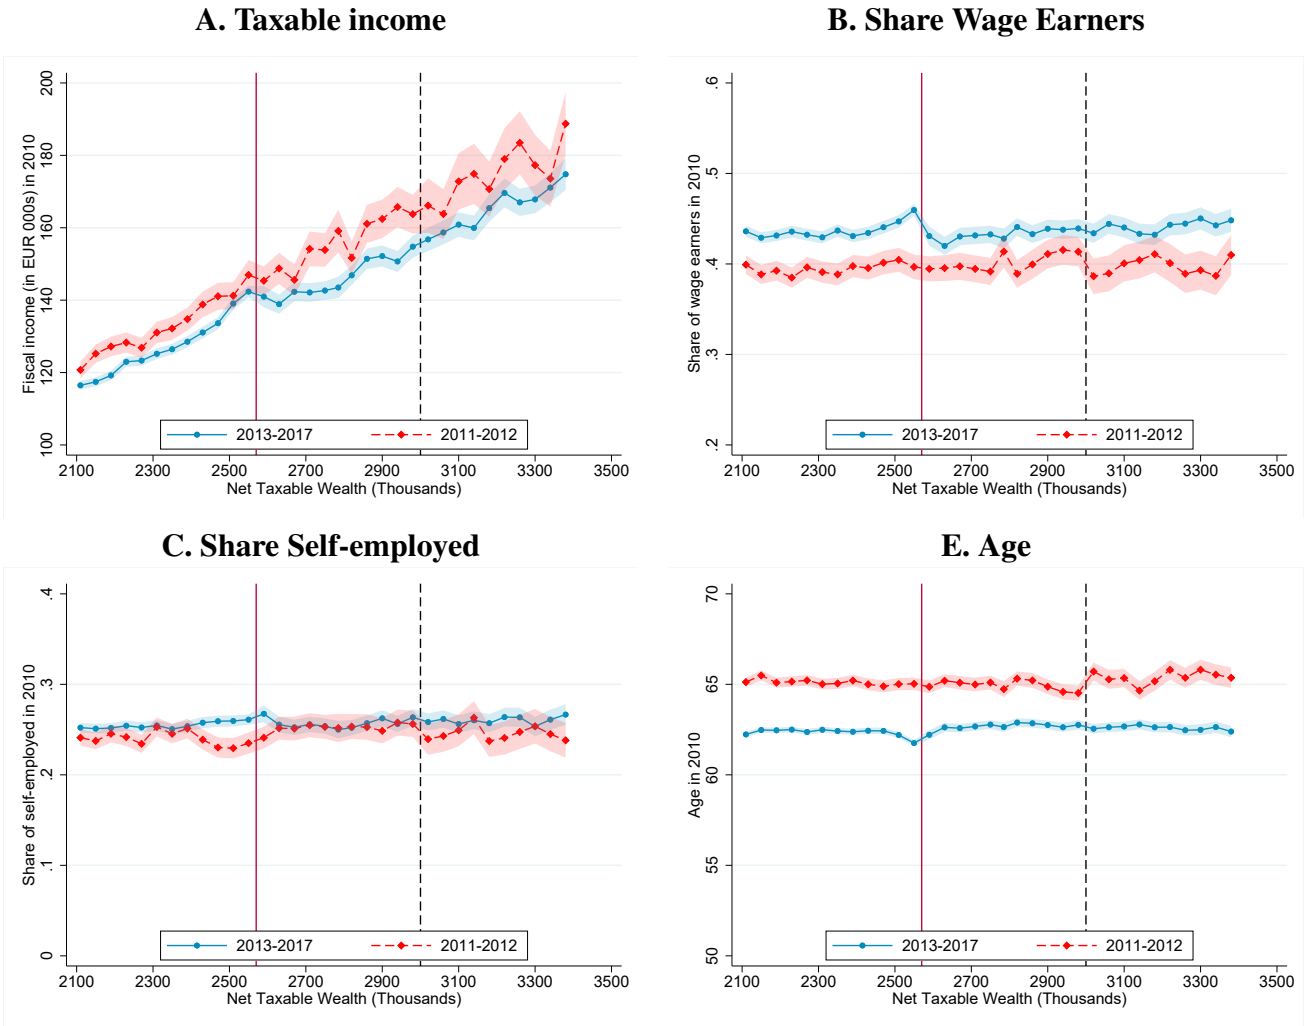 A. Taxable income
Fiscal income (in EUR 000s) in 2010
200
180
160
140
120
100
2013-2017
2011-2012
2100 2300 2500 2700 2900 3100 3300 3500
Net Taxable Wealth (Thousands)
B. Share Wage Earners
Share of wage earners in 2010
.6
.5
.4
.3
.2
2013-2017
2011-2012
2100 2300 2500 2700 2900 3100 3300 3500
Net Taxable Wealth (Thousands)
C. Share Self-employed
Share of self-employed in 2010
.4
.3
.2
.1
0
2013-2017
2011-2012
2100 2300 2500 2700 2900 3100 3300 3500
Net Taxable Wealth (Thousands)
E. Age
Age in 2010
70
65
60
55
50
2013-2017
2011-2012
2100 2300 2500 2700 2900 3100 3300 3500
Net Taxable Wealth (Thousands)